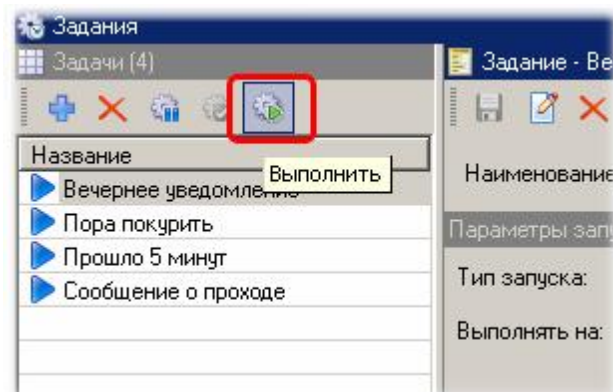 Задания
Задачи (4)
Задание - Ве
Название
Выполнить
Вечернее уведомление
Пора покурить
Прошло 5 минут
Сообщение о проходе
Наименование
Параметры зап
Тип запуска:
Выполнять на: